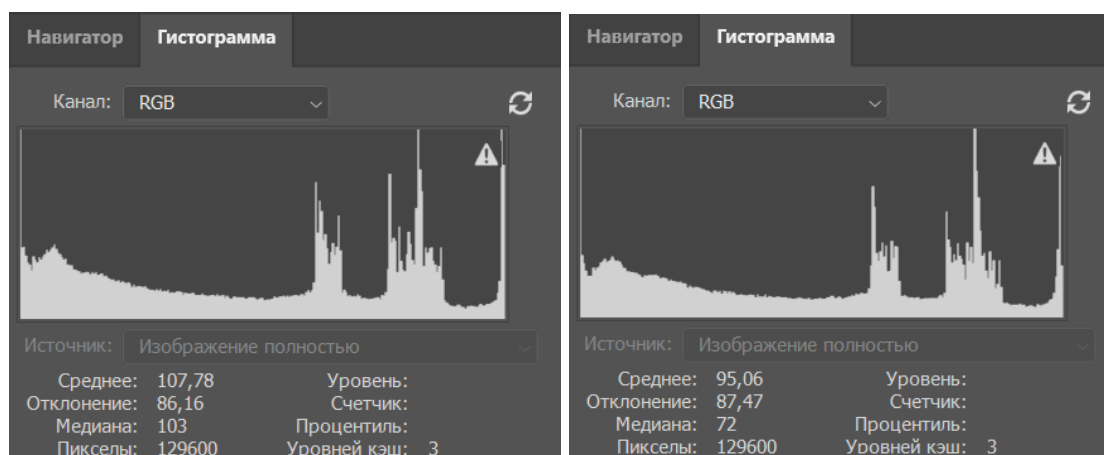 Навигатор Гистограмма
Канал: RGB
Источник: Изображение полностью
Среднее: 107,78 Уровень:
Отклонение: 86,16 Счетчик:
Медиана: 103 Процентиль:
Пикселы: 129600 Уровней кэш: 3
Навигатор Гистограмма
Канал: RGB
Источник: Изображение полностью
Среднее: 95,06 Уровень:
Отклонение: 87,47 Счетчик:
Медиана: 72 Процентиль:
Пикселы: 129600 Уровней кэш: 3